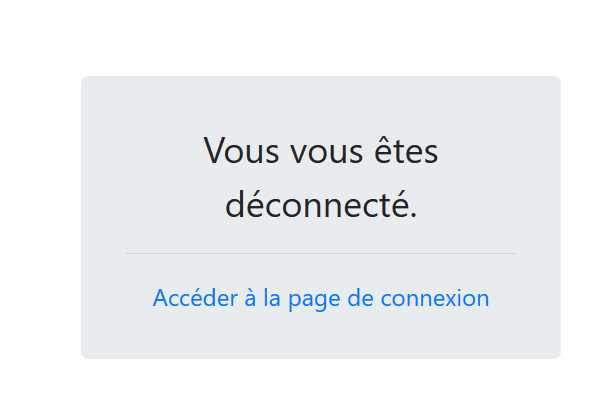 Vous vous êtes
déconnecté.
Accéder à la page de connexion